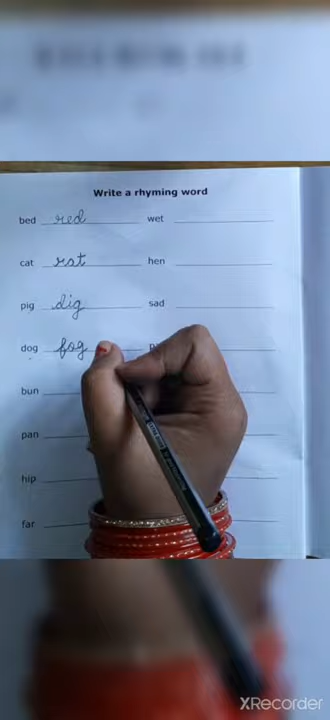 Write a rhyming word
bed red wet
cat rat hen
pig dig sad
dog fog
bun
pan
hip
far
XRecorder